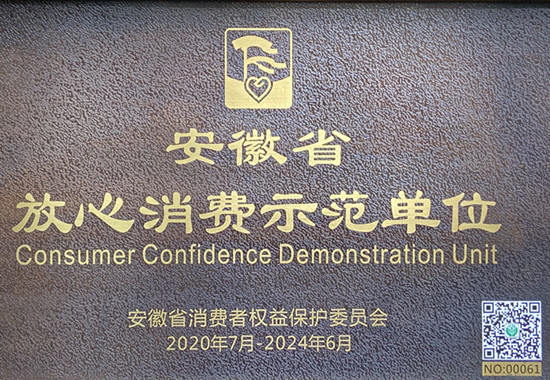 安徽省
放心消费示范单位
Consumer Confidence Demonstration Unit
安徽省消费者权益保护委员会
2020年7月-2024年6月
NO:00061